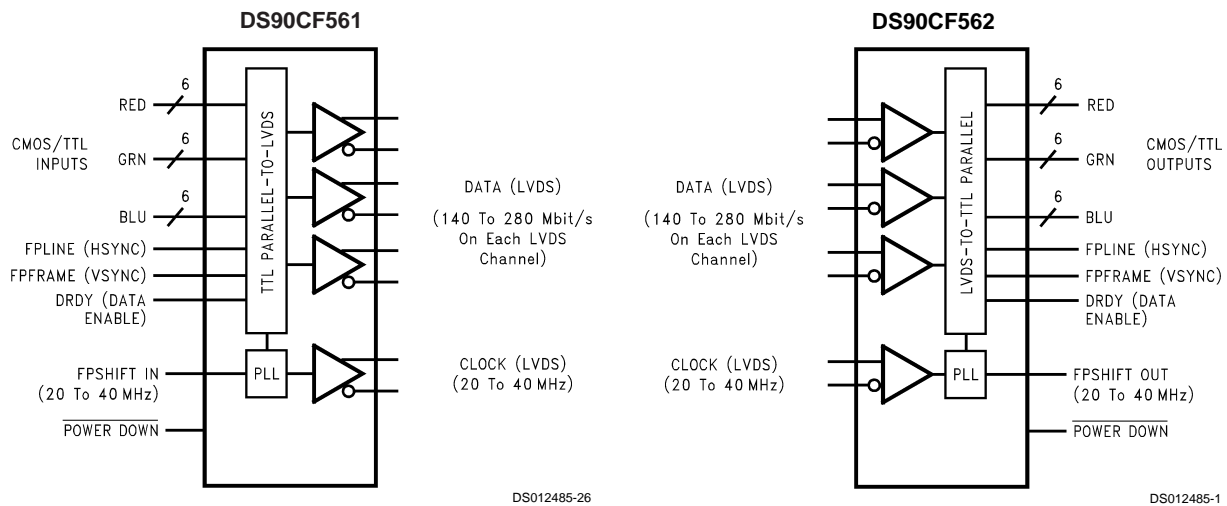 DS90CF561
6
RED
CMOS/TTL
INPUTS
6
GRN
6
BLU
FPLINE (HSYNC)
FPFRAME (VSYNC)
DRDY (DATA
ENABLE)
FPSHIFT IN
(20 To 40 MHz)
POWER DOWN
TTL PARALLEL-TO-LVDS
PLL
DATA (LVDS)
(140 To 280 Mbit/s
On Each LVDS
Channel)
CLOCK (LVDS)
(20 To 40 MHz)
DS012485-26
DS90CF562
DATA (LVDS)
(140 To 280 Mbit/s
On Each LVDS
Channel)
CLOCK (LVDS)
(20 To 40 MHz)
LVDS-TO-TTL PARALLEL
PLL
6
RED
6
GRN
CMOS/TTL
OUTPUTS
6
BLU
FPLINE (HSYNC)
FPFRAME (VSYNC)
DRDY (DATA
ENABLE)
FPSHIFT OUT
(20 To 40 MHz)
POWER DOWN
DS012485-1